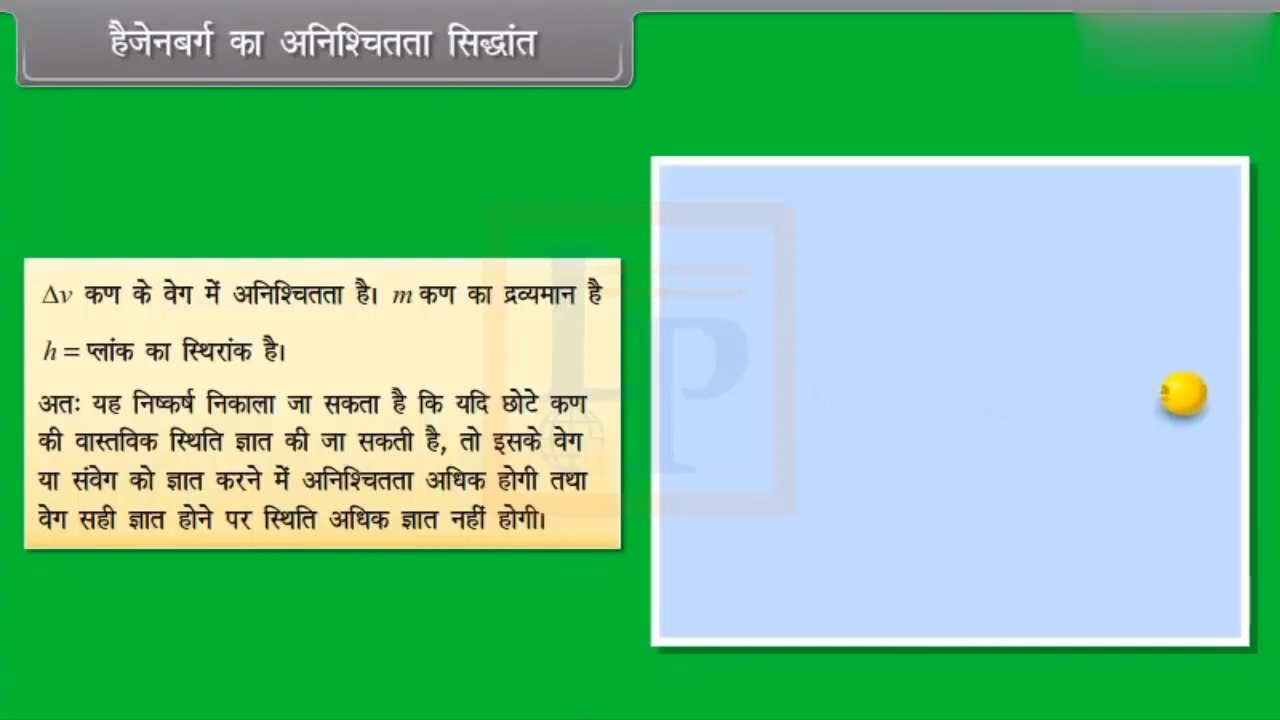 हैजेनबर्ग का अनिश्चितता सिद्धांत
Δv कण के वेग में अनिश्चितता है। m कण का द्रव्यमान है
h = प्लांक का स्थिरांक है।
अतः यह निष्कर्ष निकाला जा सकता है कि यदि छोटे कण
की वास्तविक स्थिति ज्ञात की जा सकती है, तो इसके वेग
या संवेग को ज्ञात करने में अनिश्चितता अधिक होगी तथा
वेग सही ज्ञात होने पर स्थिति अधिक ज्ञात नहीं होगी।
LP